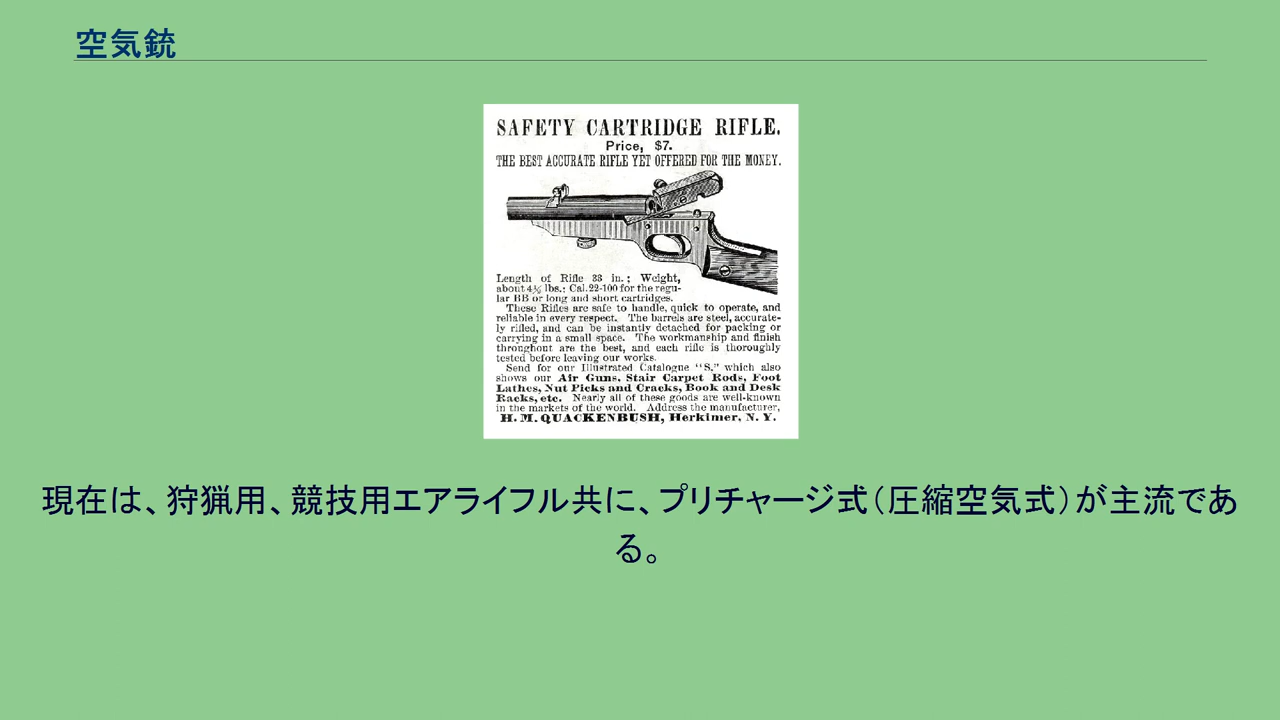 空気銃
SAFETY CARTRIDGE RIFLE.
Price, $7.
THE BEST ACCURATE RIFLE YET OFFERED FOR THE MONEY.
Length of Rifle 33 in.; Weight,
about 4½ lbs.; Cal. 22-100 for the regu-
lar BB or long and short cartridges.
These Rifles are safe to handle, quick to operate, and
reliable in every respect. The barrels are steel, accurate-
ly rifled, and can be instantly detached for packing or
carrying in a small space. The workmanship and finish
throughout are the best, and each rifle is thoroughly
tested before leaving our works.
Send for our Illustrated Catalogue "S." which also
shows our Air Guns, Stair Carpet Rods, Foot
Lathes, Nut Picks and Cracks, Book and Desk
Racks, etc. Nearly all of these goods are well-known
in the markets of the world. Address the manufacturer,
H. M. QUACKENBUSH, Herkimer, N. Y.
現在は、狩猟用、競技用エアライフル共に、プリチャージ式（圧縮空気式）が主流であ
る。